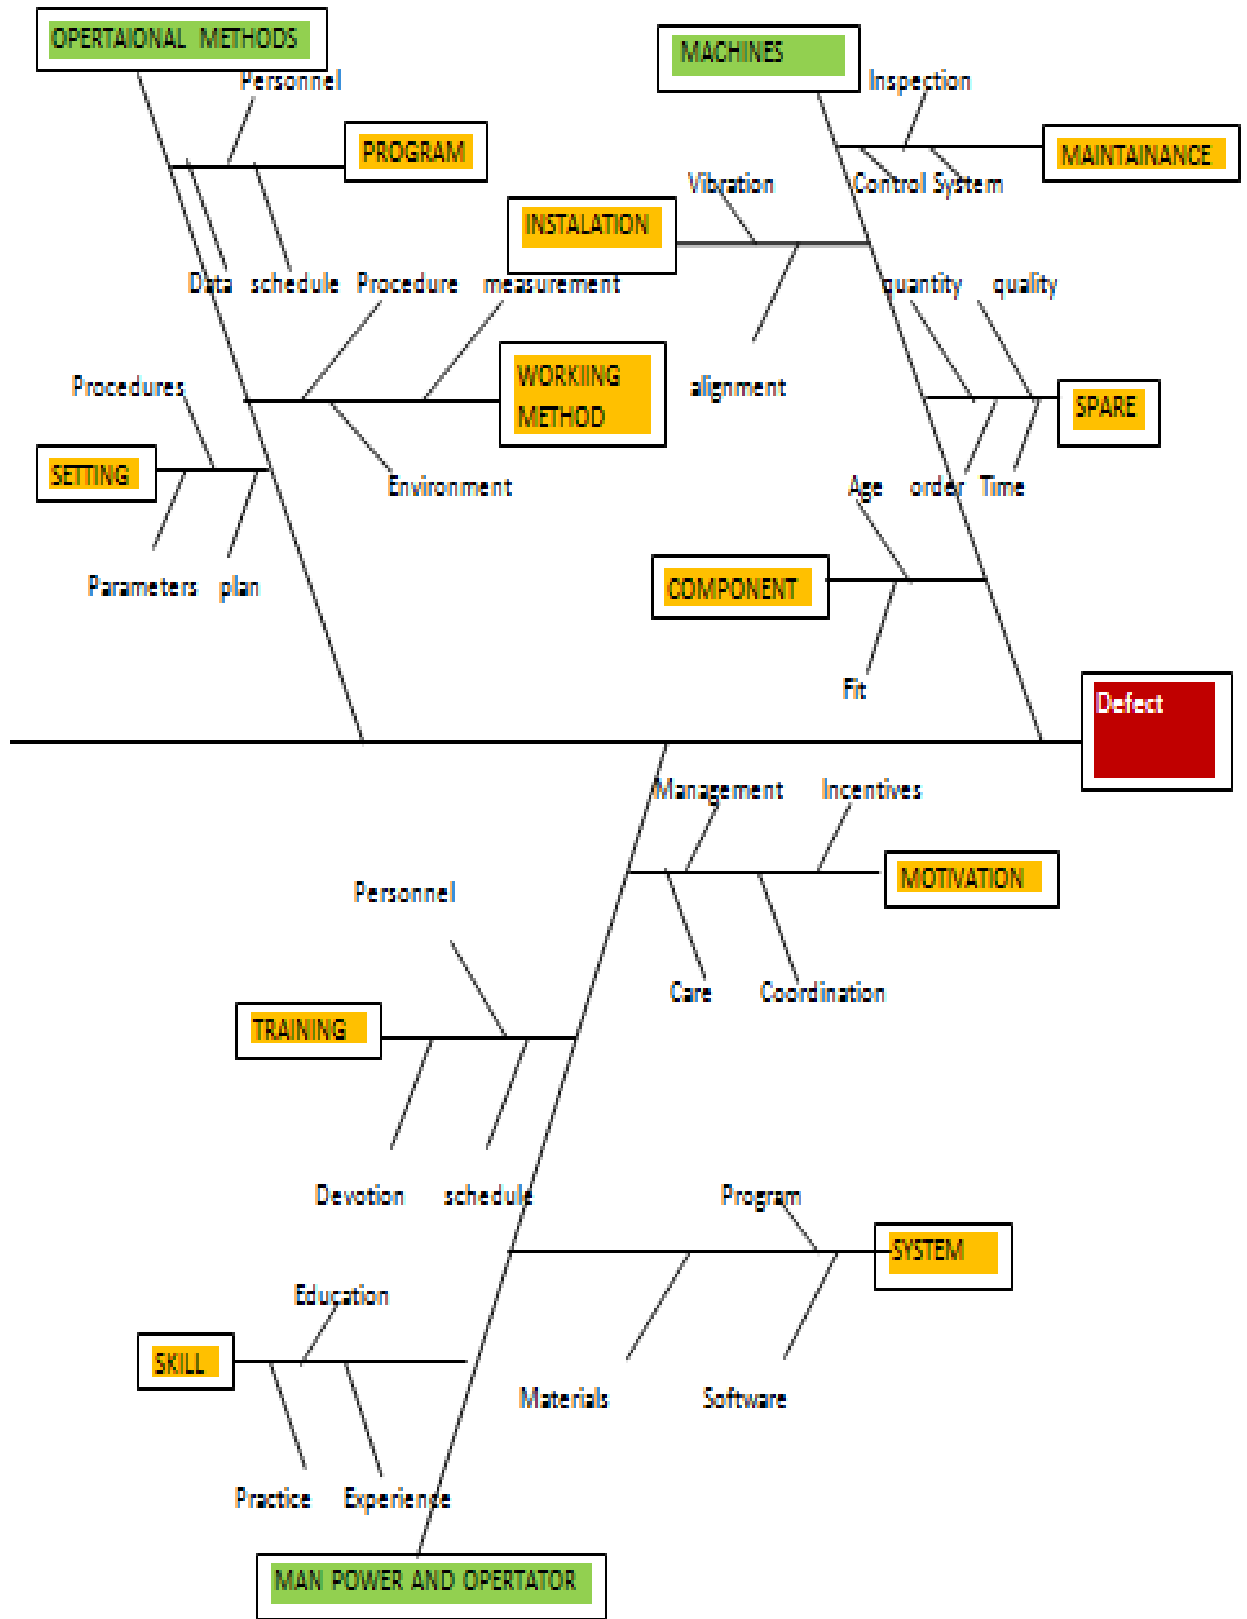 OPERTAIONAL METHODS
MACHINES
Personnel
Inspection
PROGRAM
MAINTAINANCE
Vibration
Control System
INSTALATION
Data schedule Procedure measurement
quantity quality
WORKIING
METHOD
Procedures
alignment
SPARE
SETTING
Environment
Age order Time
Parameters plan
COMPONENT
Fit
Defect
Management Incentives
MOTIVATION
Personnel
Care Coordination
TRAINING
Devotion schedule
Program
SYSTEM
Education
SKILL
Materials Software
Practice Experience
MAN POWER AND OPERTATOR